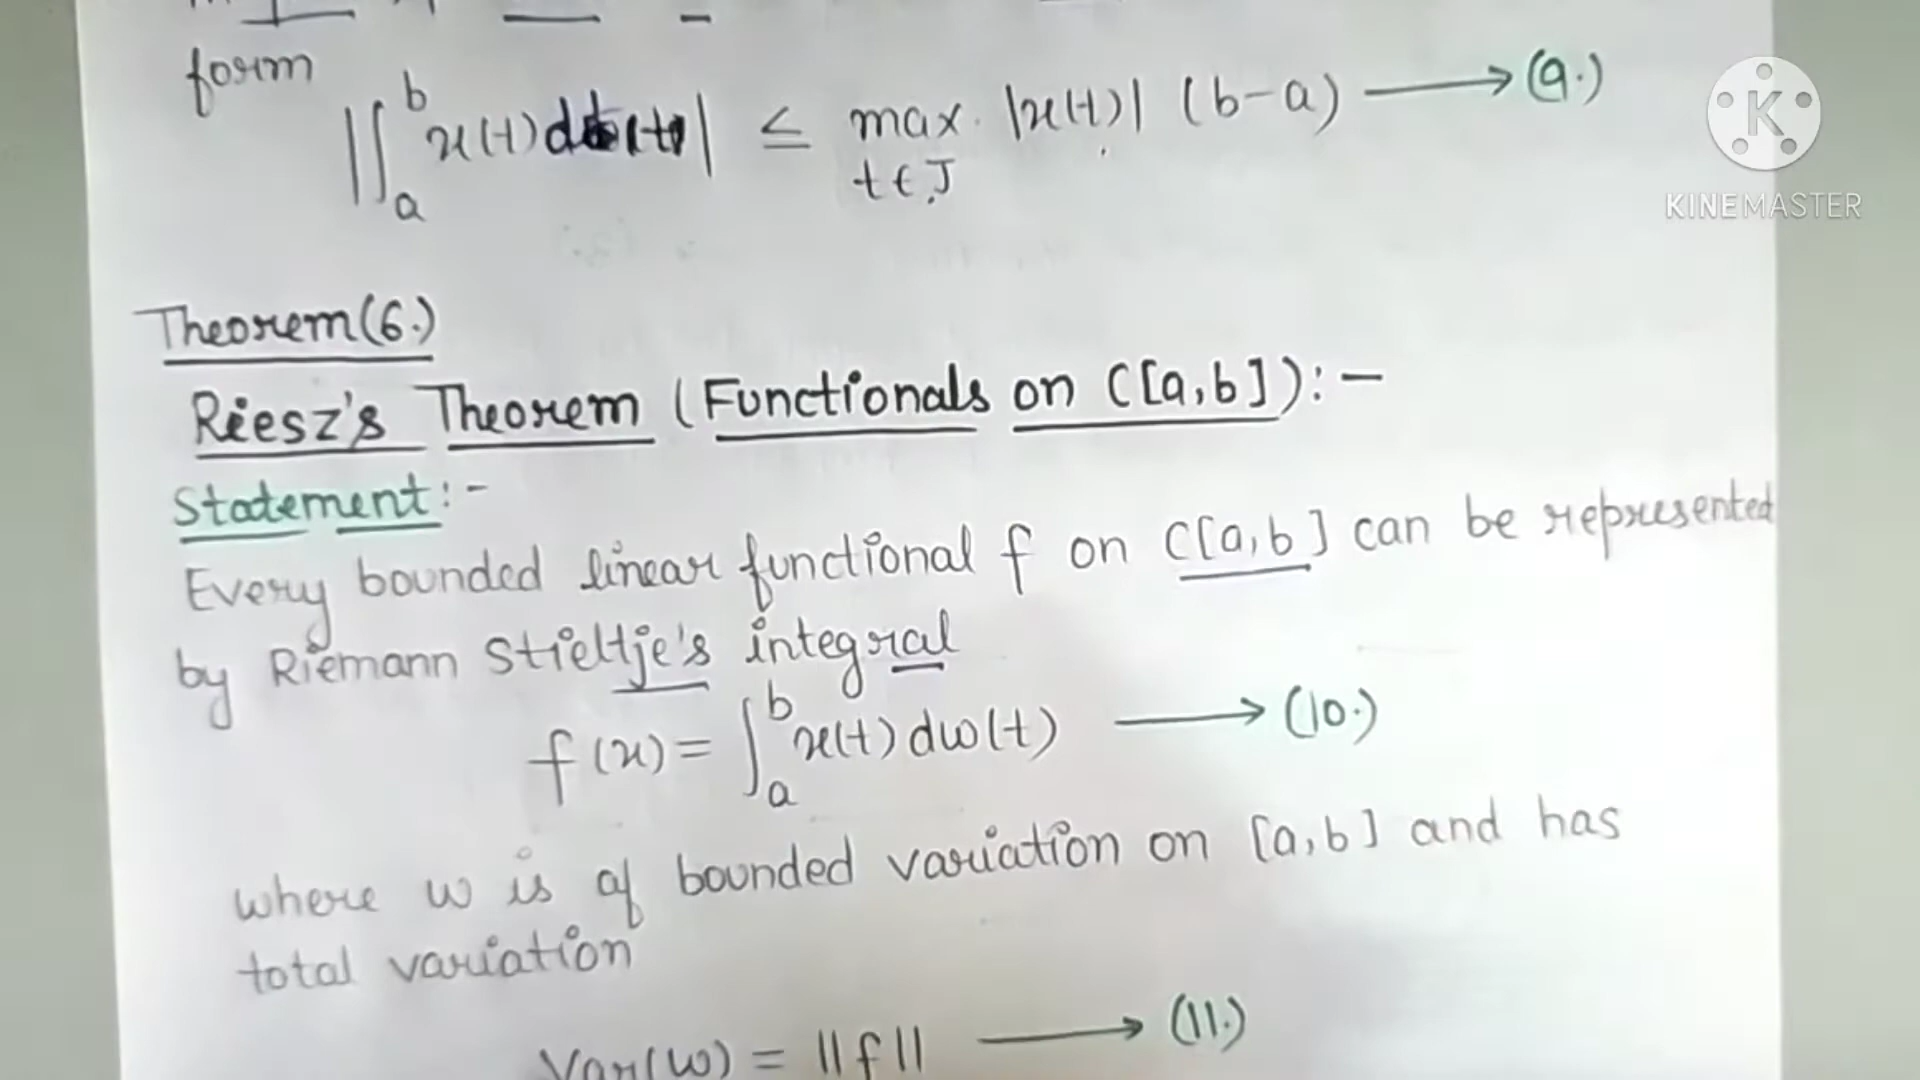 form
|∫_a^b x(t)dt| ≤ max |x(t)| (b-a) ⟶ (9.)
t∈J
KINEMASTER
Theorem (6.)
Riesz's Theorem (Functionals on C[a,b]):-
Statement:-
Every bounded linear functional f on C[a,b] can be represented
by Riemann Stieltje's integral
f(x) = ∫_a^b x(t) dw(t) ⟶ (10.)
where w is of bounded variation on [a,b] and has
total variation
Var(w) = ||f|| ⟶ (11.)